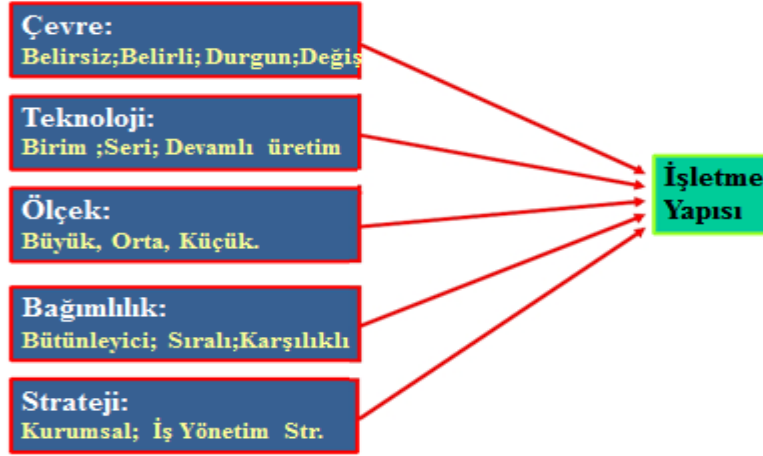 Çevre:
Belirsiz;Belirli; Durgun;Değiş
Teknoloji:
Birim ;Seri; Devamlı üretim
Ölçek:
Büyük, Orta, Küçük.
Bağımlılık:
Bütünleyici; Sıralı;Karşılıklı
Strateji:
Kurumsal; İş Yönetim Str.
İşletme
Yapısı